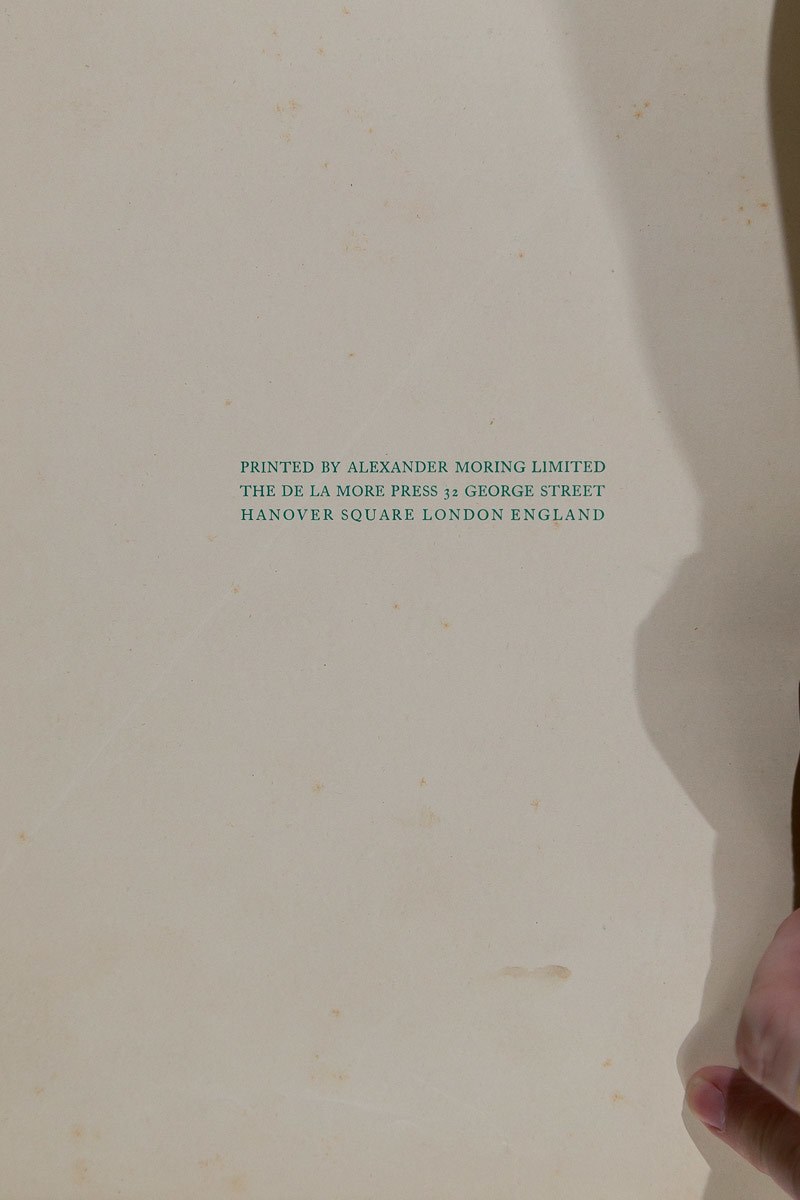 PRINTED BY ALEXANDER MORING LIMITED
THE DE LA MORE PRESS 32 GEORGE STREET
HANOVER SQUARE LONDON ENGLAND